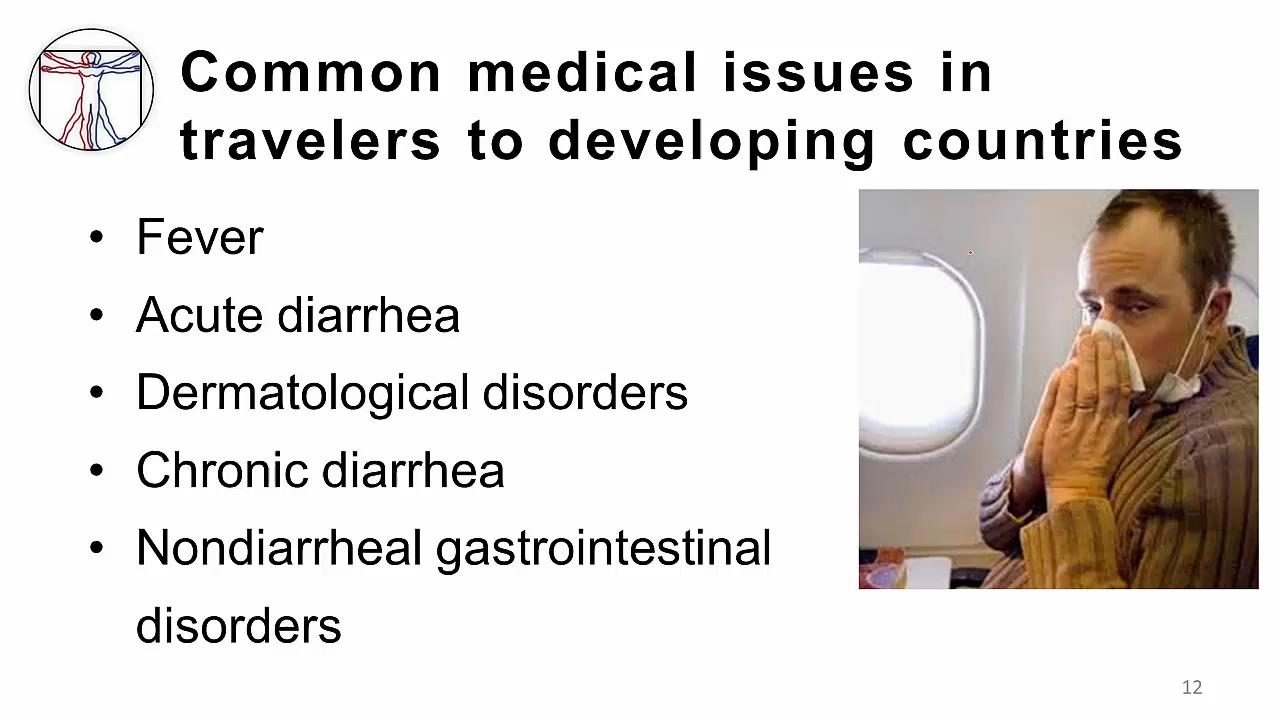 Common medical issues in
travelers to developing countries
• Fever
• Acute diarrhea
• Dermatological disorders
• Chronic diarrhea
• Nondiarrheal gastrointestinal
disorders
12